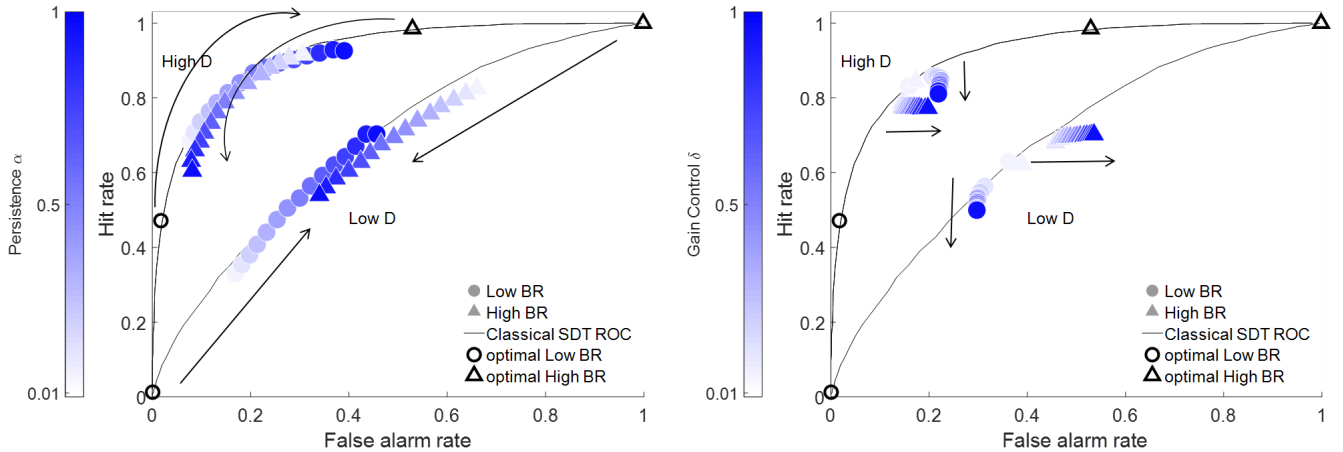 1
0.5
0.01
Persistence α
1
0.8
0.6
0.4
0.2
0
Hit rate
High D
Low D
Low BR
High BR
Classical SDT ROC
optimal Low BR
optimal High BR
0
0.2
0.4
0.6
0.8
1
False alarm rate
1
0.5
0.01
Gain Control δ
1
0.8
0.6
0.4
0.2
0
Hit rate
High D
Low D
Low BR
High BR
Classical SDT ROC
optimal Low BR
optimal High BR
0
0.2
0.4
0.6
0.8
1
False alarm rate